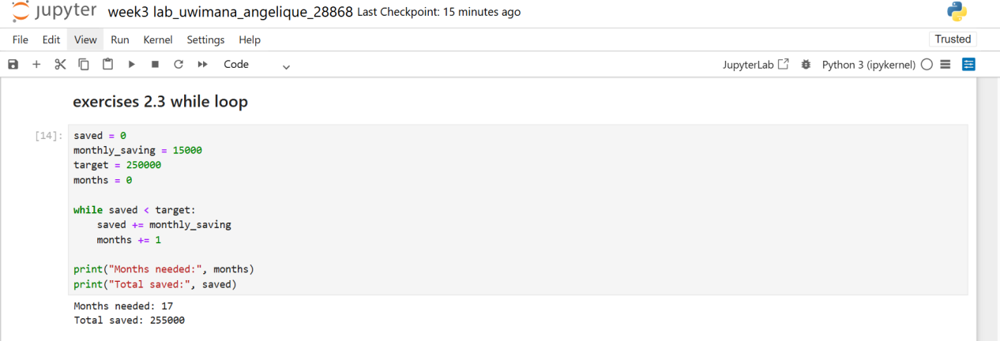 jupyter week3 lab_uwimana_angelique_28868 Last Checkpoint: 15 minutes ago
File Edit View Run Kernel Settings Help Trusted
Code JupyterLab Python 3 (ipykernel)
exercises 2.3 while loop
[14]: saved = 0
monthly_saving = 15000
target = 250000
months = 0
while saved < target:
    saved += monthly_saving
    months += 1
print("Months needed:", months)
print("Total saved:", saved)
Months needed: 17
Total saved: 255000